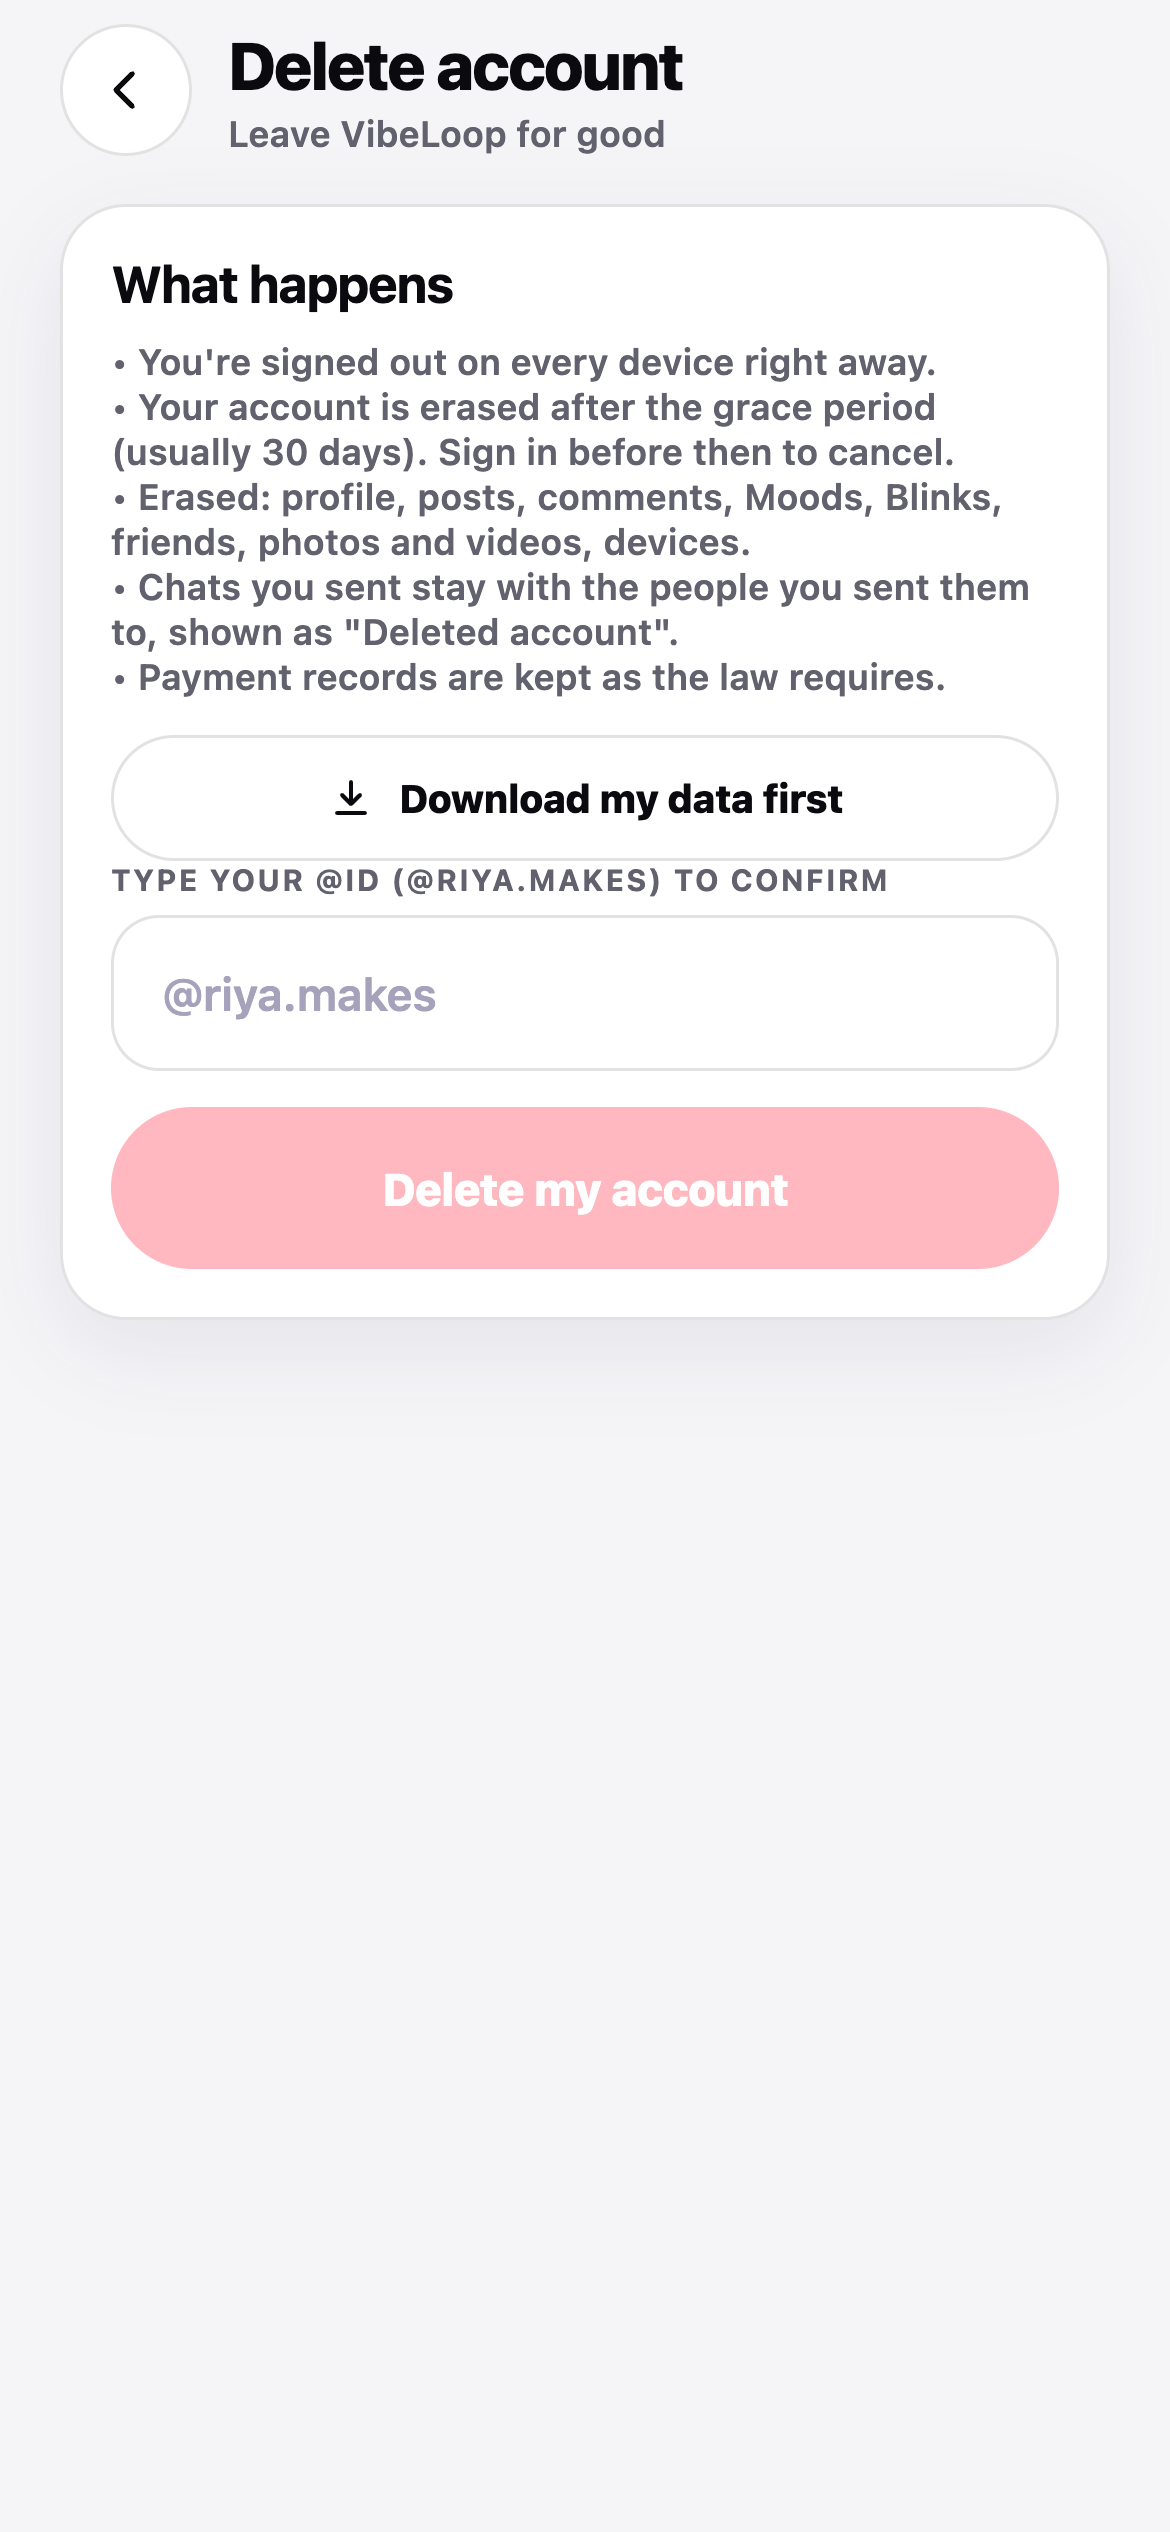 Delete account
Leave VibeLoop for good
What happens
• You're signed out on every device right away.
• Your account is erased after the grace period
(usually 30 days). Sign in before then to cancel.
• Erased: profile, posts, comments, Moods, Blinks,
friends, photos and videos, devices.
• Chats you sent stay with the people you sent them
to, shown as "Deleted account".
• Payment records are kept as the law requires.
Download my data first
TYPE YOUR @ID (@RIYA.MAKES) TO CONFIRM
@riya.makes
Delete my account